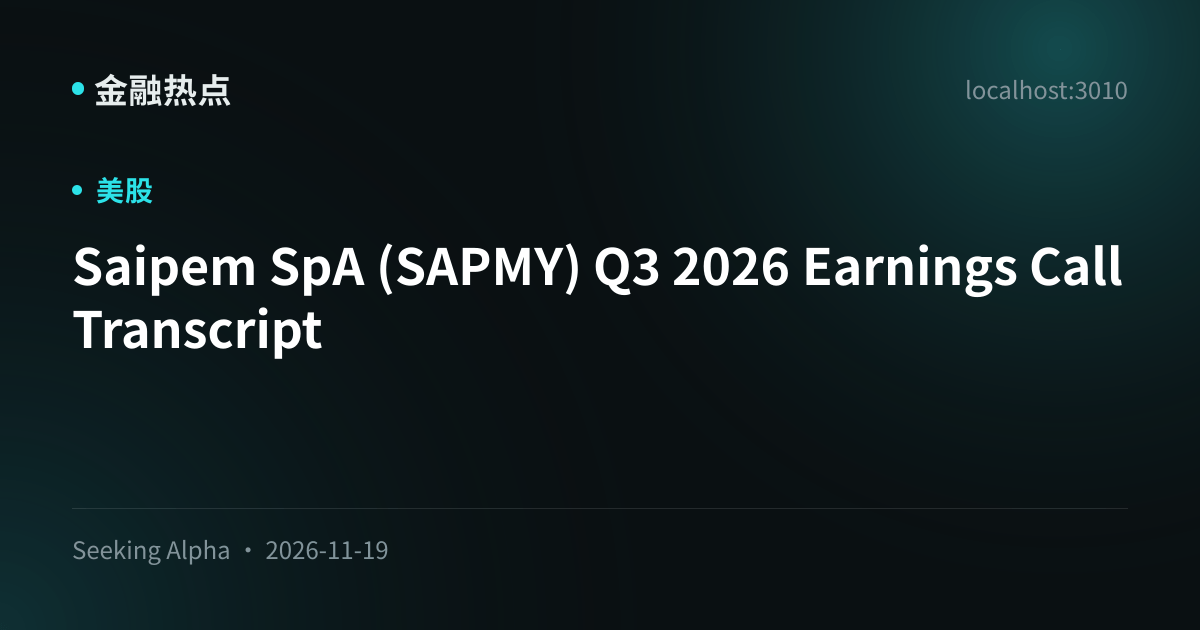 金融热点
localhost:3010
美股
Saipem SpA (SAPMY) Q3 2026 Earnings Call
Transcript
Seeking Alpha · 2026-11-19